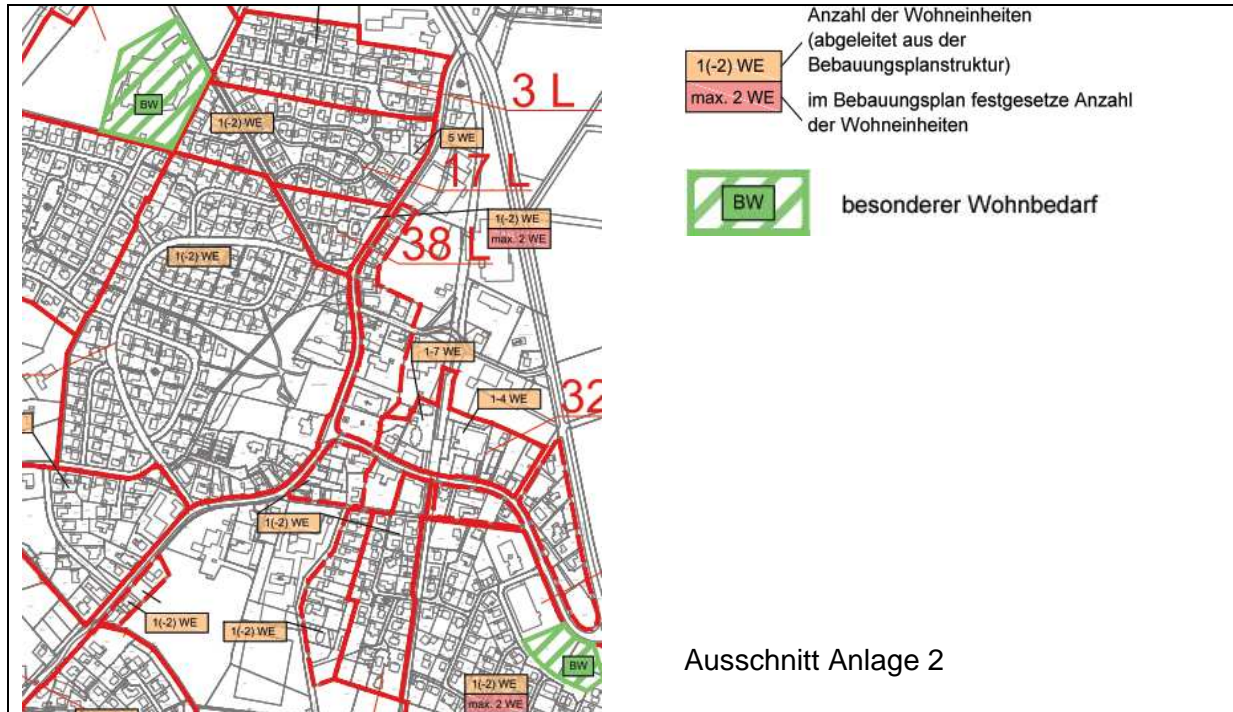 BW
3 L
1(-2) WE
5 WE
17 L
1(-2) WE
max. 2 WE
38 L
1(-2) WE
1-7 WE
1-4 WE
32
1(-2) WE
1(-2) WE
1(-2) WE
BW
1(-2) WE
max. 2 WE
Anzahl der Wohneinheiten
(abgeleitet aus der
Bebauungsplanstruktur)
1(-2) WE
max. 2 WE
im Bebauungsplan festgesetze Anzahl
der Wohneinheiten
BW
besonderer Wohnbedarf
Ausschnitt Anlage 2